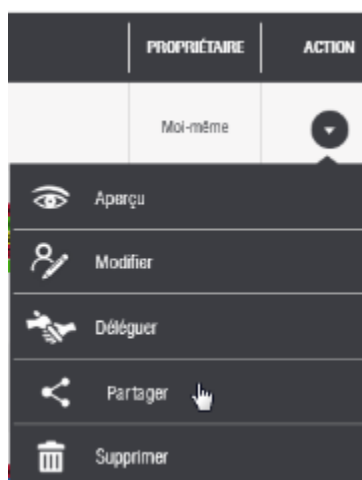 PROPRIÉTAIRE ACTION
Moi-même
Aperçu
Modifier
Déléguer
Partager
Supprimer